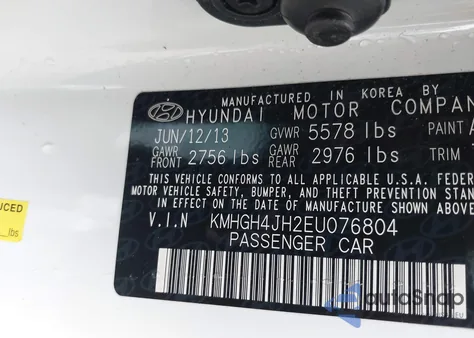 MANUFACTURED IN KOREA BY
HYUNDAI MOTOR COMPAN
JUN/12/13 GVWR 5578 lbs PAINT
GAWR FRONT 2756 lbs GAWR REAR 2976 lbs TRIM
THIS VEHICLE CONFORMS TO ALL APPLICABLE U.S.A. FEDER
MOTOR VEHICLE SAFETY, BUMPER, AND THEFT PREVENTION STAN
IN EFFECT ON THE DATE OF MANUFACTURE SHOWN ABOVE.
V.I.N KMHGH4JH2EU076804
PASSENGER CAR
UCED
lbs
autoSnap